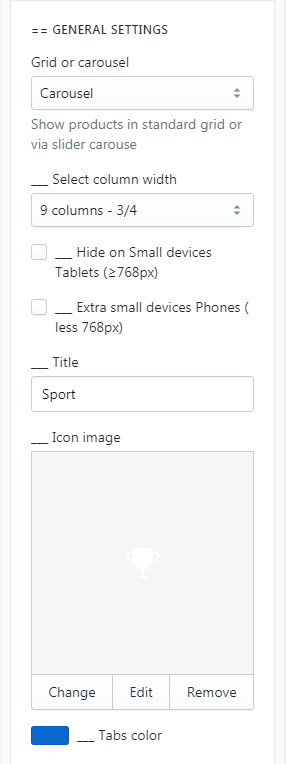 == GENERAL SETTINGS
Grid or carousel
Carousel
Show products in standard grid or
via slider carouse
___ Select column width
9 columns - 3/4
___ Hide on Small devices
Tablets (≥768px)
___ Extra small devices Phones (
less 768px)
___ Title
Sport
___ Icon image
Change Edit Remove
___ Tabs color